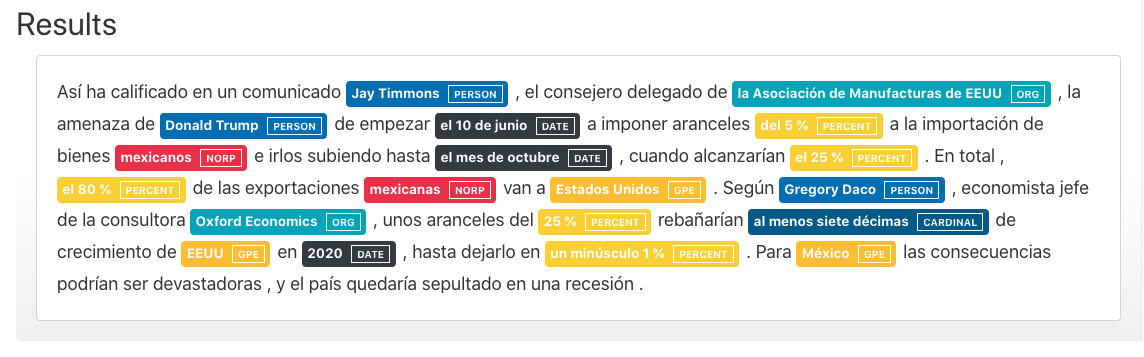 Results
Así ha calificado en un comunicado Jay Timmons PERSON , el consejero delegado de la Asociación de Manufacturas de EEUU ORG , la
amenaza de Donald Trump PERSON de empezar el 10 de junio DATE a imponer aranceles del 5 % PERCENT a la importación de
bienes mexicanos NORP e irlos subiendo hasta el mes de octubre DATE , cuando alcanzarían el 25 % PERCENT . En total ,
el 80 % PERCENT de las exportaciones mexicanas NORP van a Estados Unidos GPE . Según Gregory Daco PERSON , economista jefe
de la consultora Oxford Economics ORG , unos aranceles del 25 % PERCENT rebañarían al menos siete décimas CARDINAL de
crecimiento de EEUU GPE en 2020 DATE , hasta dejarlo en un minúsculo 1 % PERCENT . Para México GPE las consecuencias
podrían ser devastadoras , y el país quedaría sepultado en una recesión .